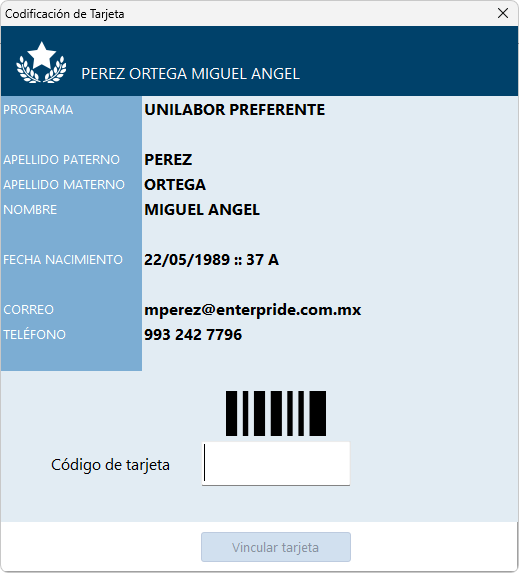 Codificación de Tarjeta
PEREZ ORTEGA MIGUEL ANGEL
PROGRAMA UNILABOR PREFERENTE
APELLIDO PATERNO PEREZ
APELLIDO MATERNO ORTEGA
NOMBRE MIGUEL ANGEL
FECHA NACIMIENTO 22/05/1989 :: 37 A
CORREO mperez@enterpride.com.mx
TELÉFONO 993 242 7796
Código de tarjeta
Vincular tarjeta